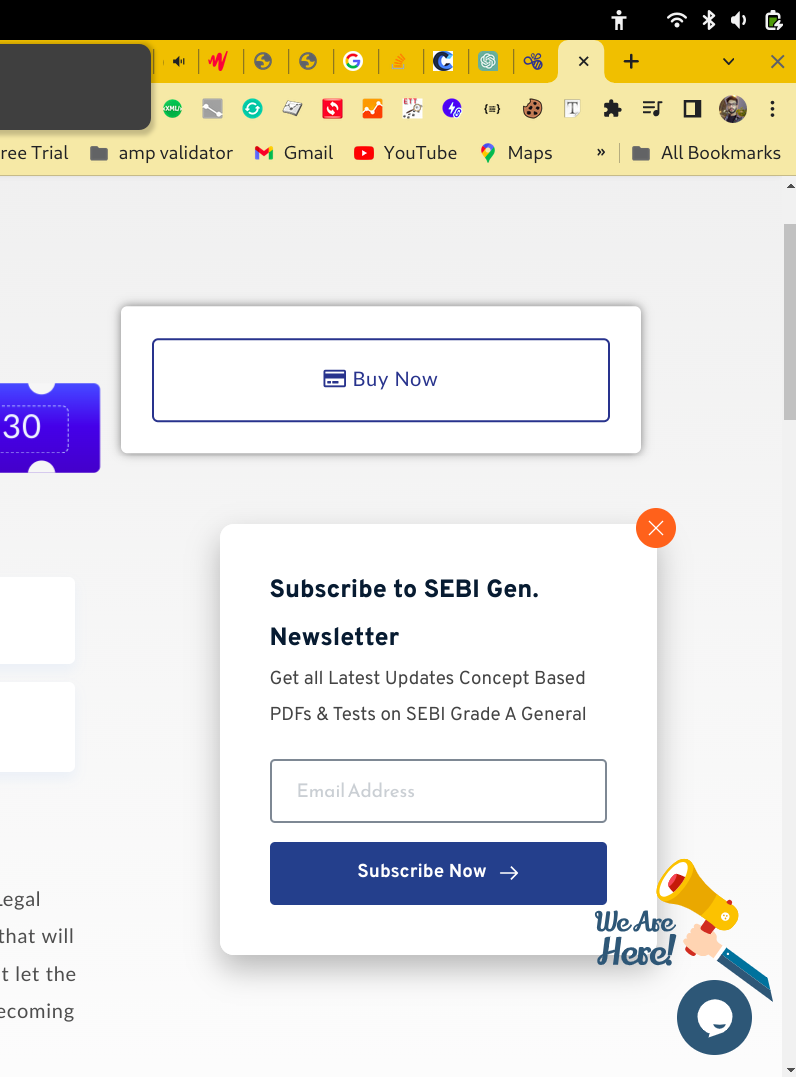 XML
ETT
{≡}
T
ree Trial
amp validator
Gmail
YouTube
Maps
»
All Bookmarks
Buy Now
30
Subscribe to SEBI Gen.
Newsletter
Get all Latest Updates Concept Based
PDFs & Tests on SEBI Grade A General
Email Address
Subscribe Now
We Are
Here!
Legal
that will
t let the
ecoming